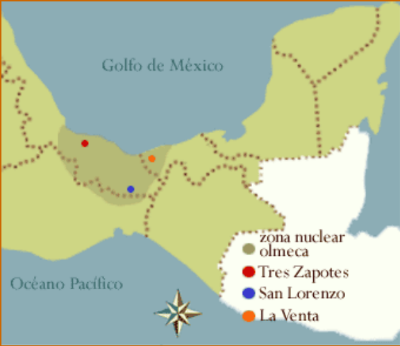 Golfo de México
Océano Pacífico
zona nuclear
olmeca
Tres Zapotes
San Lorenzo
La Venta